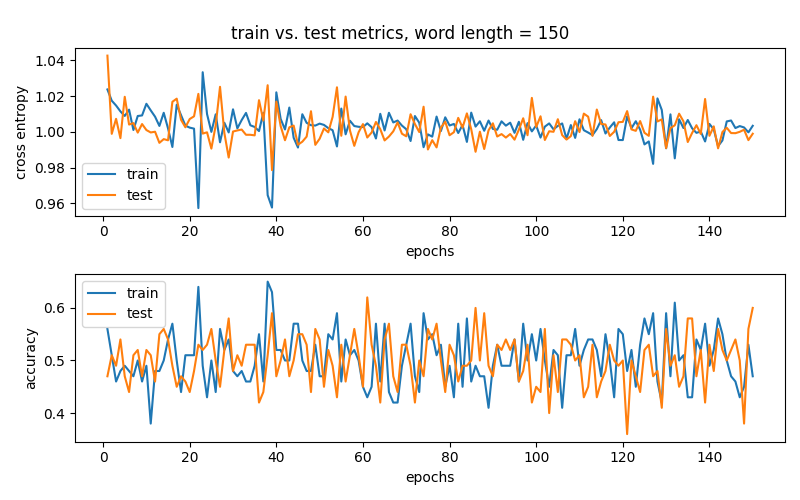 train vs. test metrics, word length = 150
cross entropy
1.04
1.02
1.00
0.98
0.96
train
test
0 20 40 60 80 100 120 140
epochs
accuracy
0.6
0.5
0.4
train
test
0 20 40 60 80 100 120 140
epochs